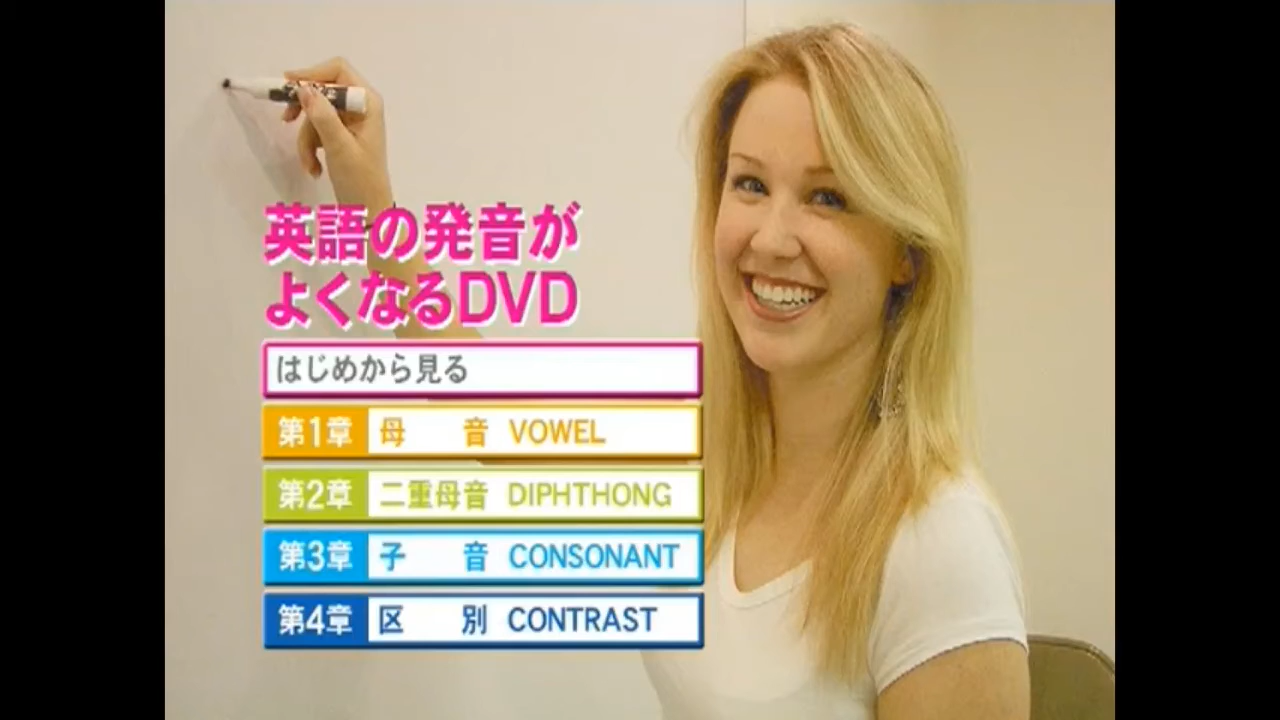 英語の発音が
よくなるDVD
はじめから見る
第1章 母 音 VOWEL
第2章 二重母音 DIPHTHONG
第3章 子 音 CONSONANT
第4章 区 別 CONTRAST